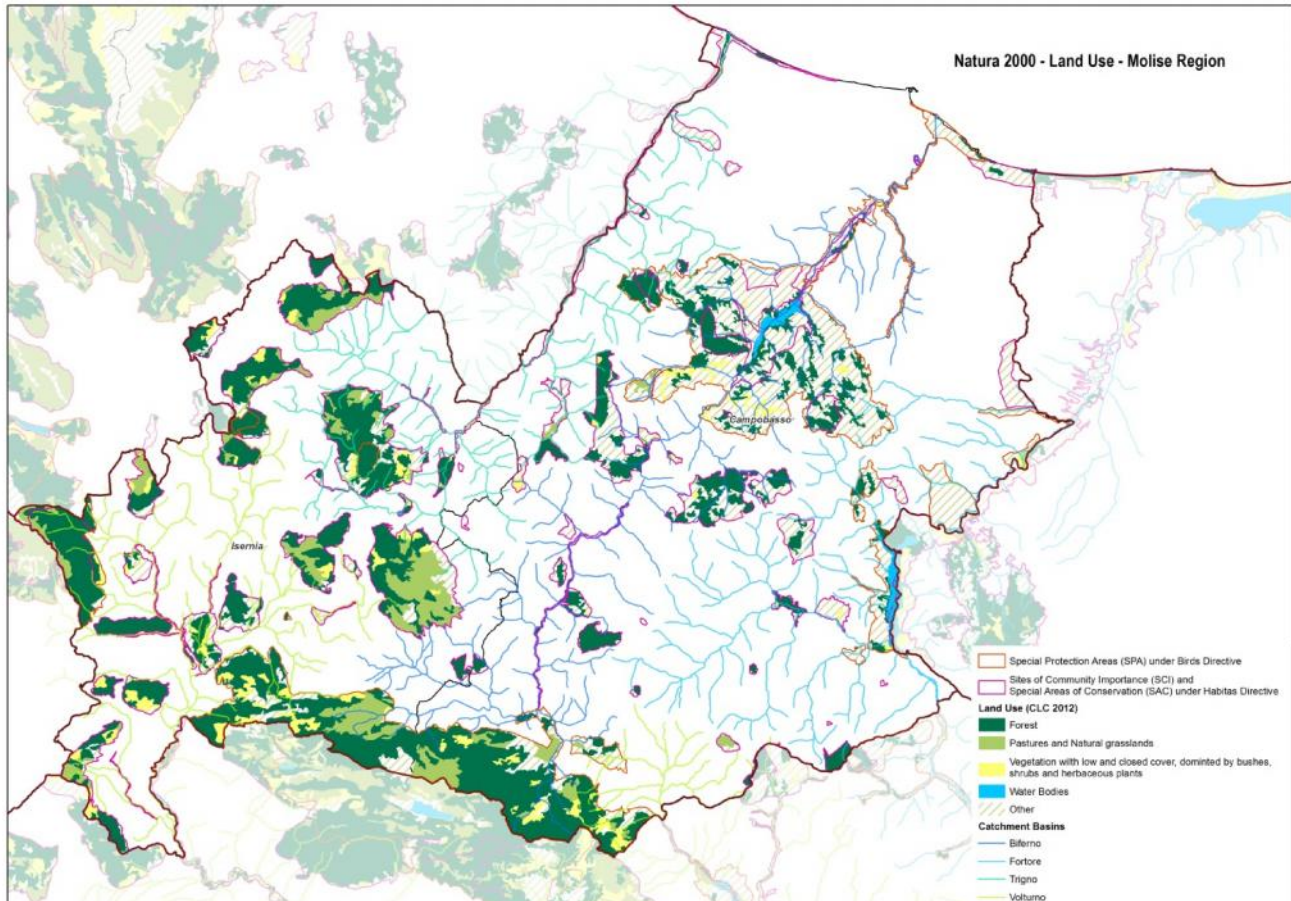 Natura 2000 - Land Use - Molise Region
Campobasso
Isernia
Special Protection Areas (SPA) under Birds Directive
Sites of Community Importance (SCI) and
Special Areas of Conservation (SAC) under Habitas Directive
Land Use (CLC 2012)
Forest
Pastures and Natural grasslands
Vegetation with low and closed cover, dominted by bushes,
shrubs and herbaceous plants
Water Bodies
Other
Catchment Basins
Biferno
Fortore
Trigno
Volturno